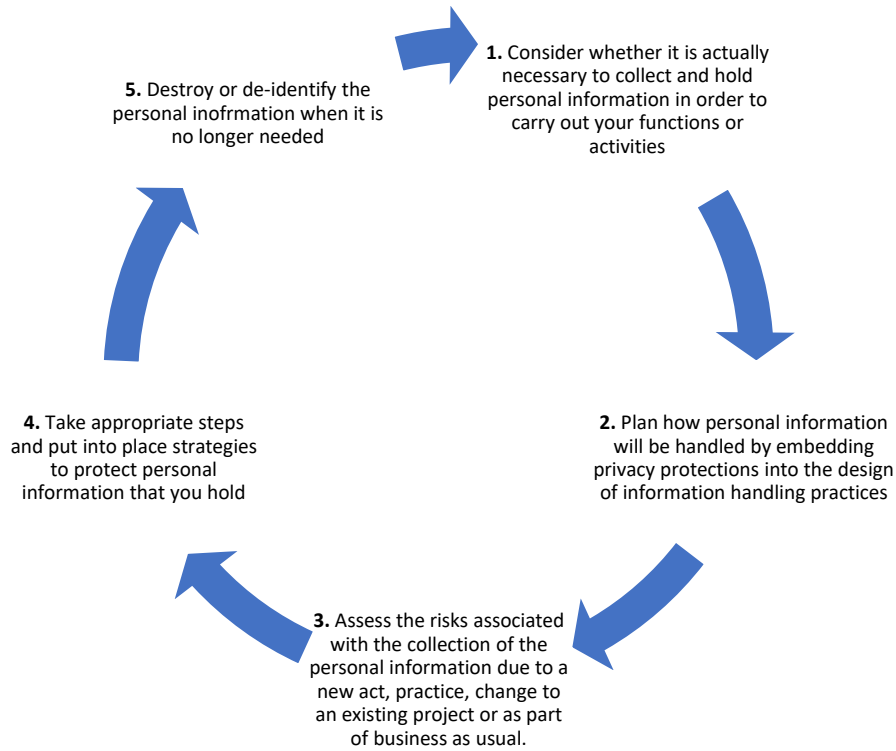 1. Consider whether it is actually
necessary to collect and hold
personal information in order to
carry out your functions or
activities
2. Plan how personal information
will be handled by embedding
privacy protections into the design
of information handling practices
3. Assess the risks associated
with the collection of the
personal information due to a
new act, practice, change to
an existing project or as part
of business as usual.
4. Take appropriate steps
and put into place strategies
to protect personal
information that you hold
5. Destroy or de-identify the
personal inofrmation when it is
no longer needed